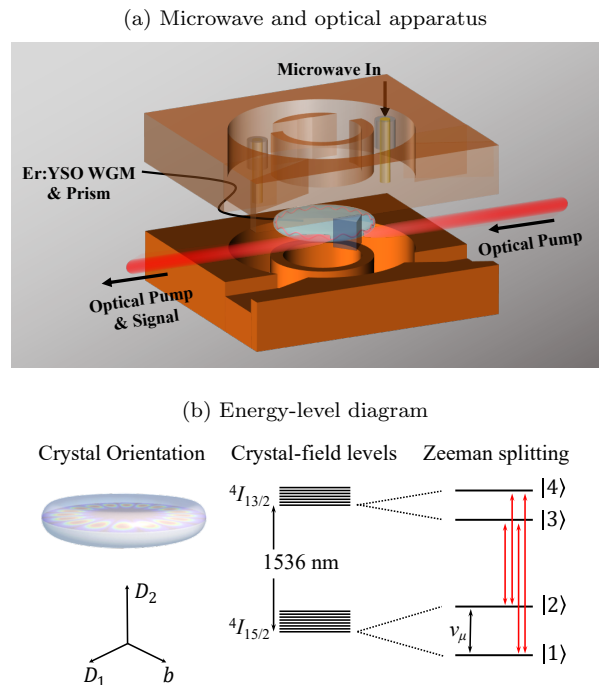 (a) Microwave and optical apparatus
Microwave In
Er:YSO WGM
& Prism
Optical Pump
Optical Pump
& Signal
(b) Energy-level diagram
Crystal Orientation
Crystal-field levels
Zeeman splitting
⁴I₁₃/₂
1536 nm
⁴I₁₅/₂
|4⟩
|3⟩
|2⟩
|1⟩
ν_μ
D₂
D₁
b